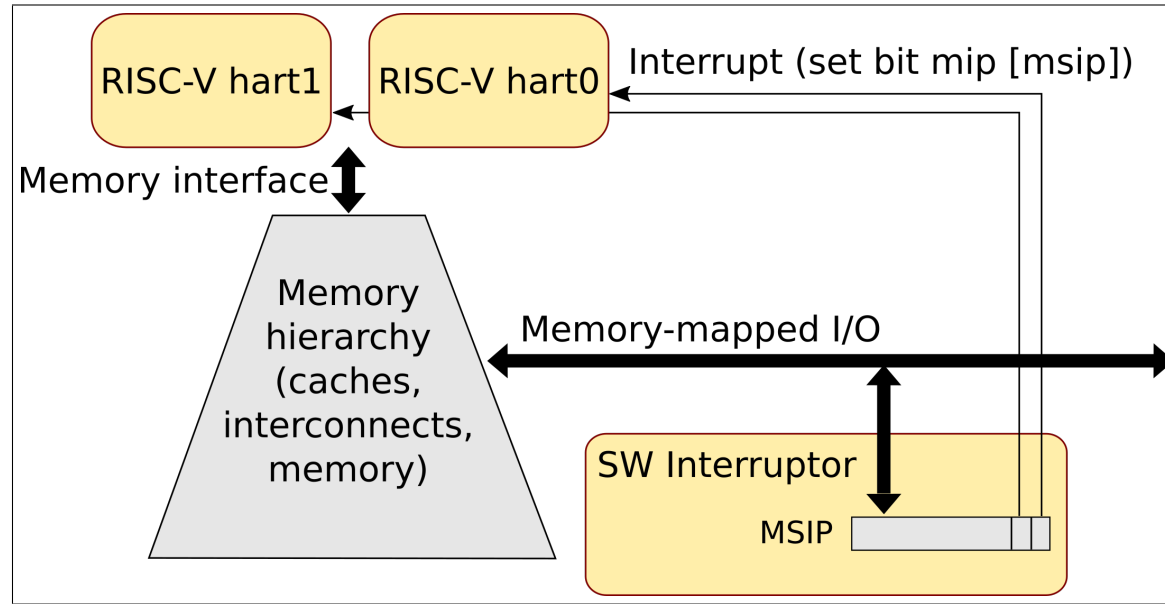 RISC-V hart1
RISC-V hart0
Interrupt (set bit mip [msip])
Memory interface
Memory
hierarchy
(caches,
interconnects,
memory)
Memory-mapped I/O
SW Interruptor
MSIP